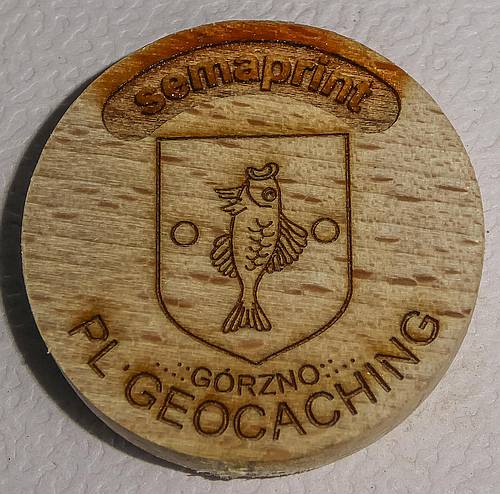 semaprint
.::GÓRZNO::.
PL·GEOCACHING